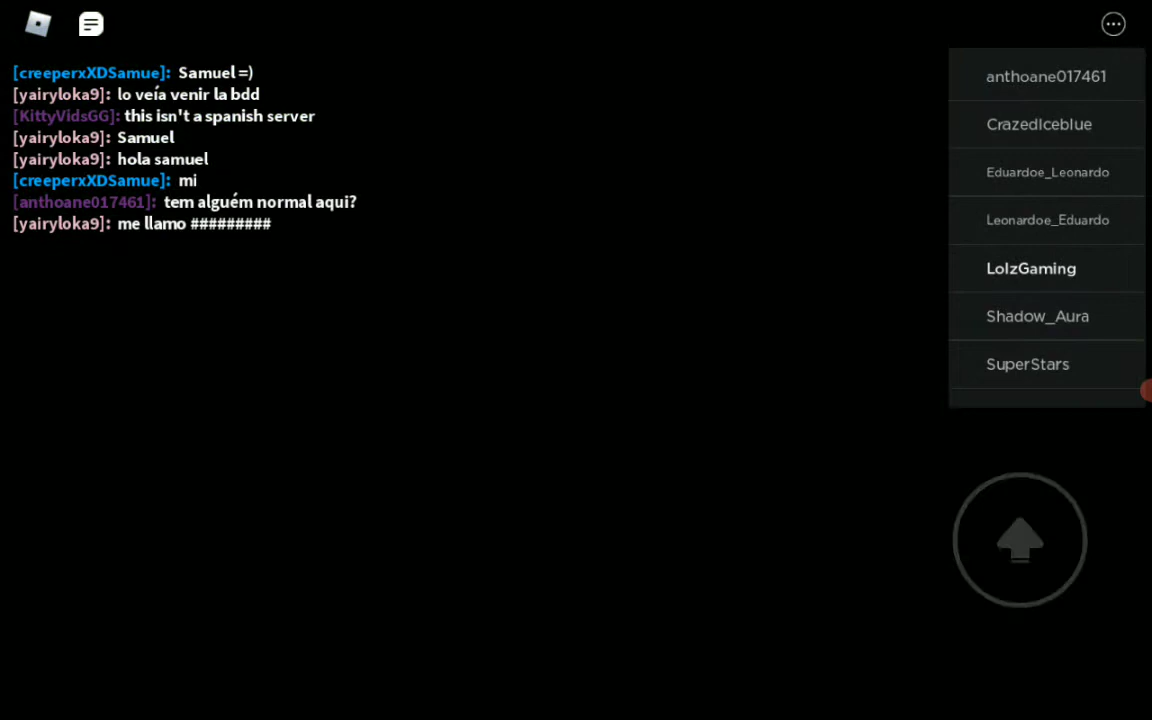 [creeperxXDSamue]: Samuel =)
[yairyloka9]: lo veía venir la bdd
[KittyVidsGG]: this isn't a spanish server
[yairyloka9]: Samuel
[yairyloka9]: hola samuel
[creeperxXDSamue]: mi
[anthoane017461]: tem alguém normal aqui?
[yairyloka9]: me llamo #########
anthoane017461
CrazedIceblue
Eduardoe_Leonardo
Leonardoe_Eduardo
LolzGaming
Shadow_Aura
SuperStars